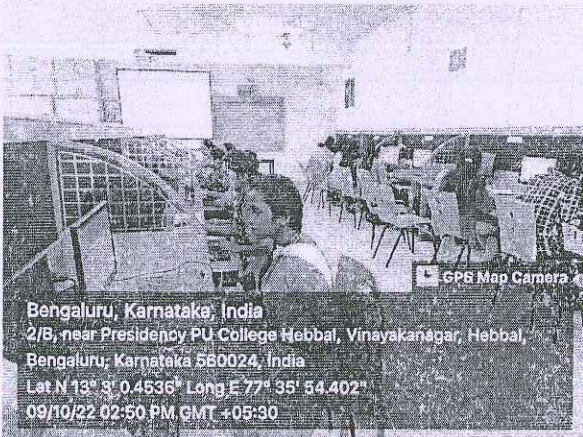 GPS Map Camera
Bengaluru, Karnataka, India
2/B, near Presidency PU College Hebbal, Vinayakanagar, Hebbal,
Bengaluru, Karnataka 560024, India
Lat N 13° 3' 0.4536" Long E 77° 35' 54.402"
09/10/22 02:50 PM GMT +05:30